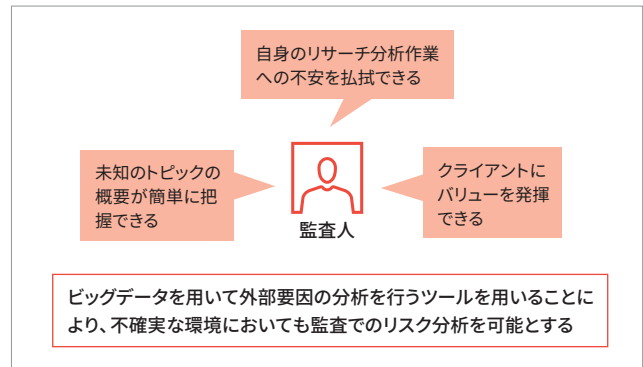 自身のリサーチ分析作業
への不安を払拭できる
未知のトピックの
概要が簡単に把
握できる
クライアントに
バリューを発揮
できる
監査人
ビッグデータを用いて外部要因の分析を行うツールを用いることに
より、不確実な環境においても監査でのリスク分析を可能とする